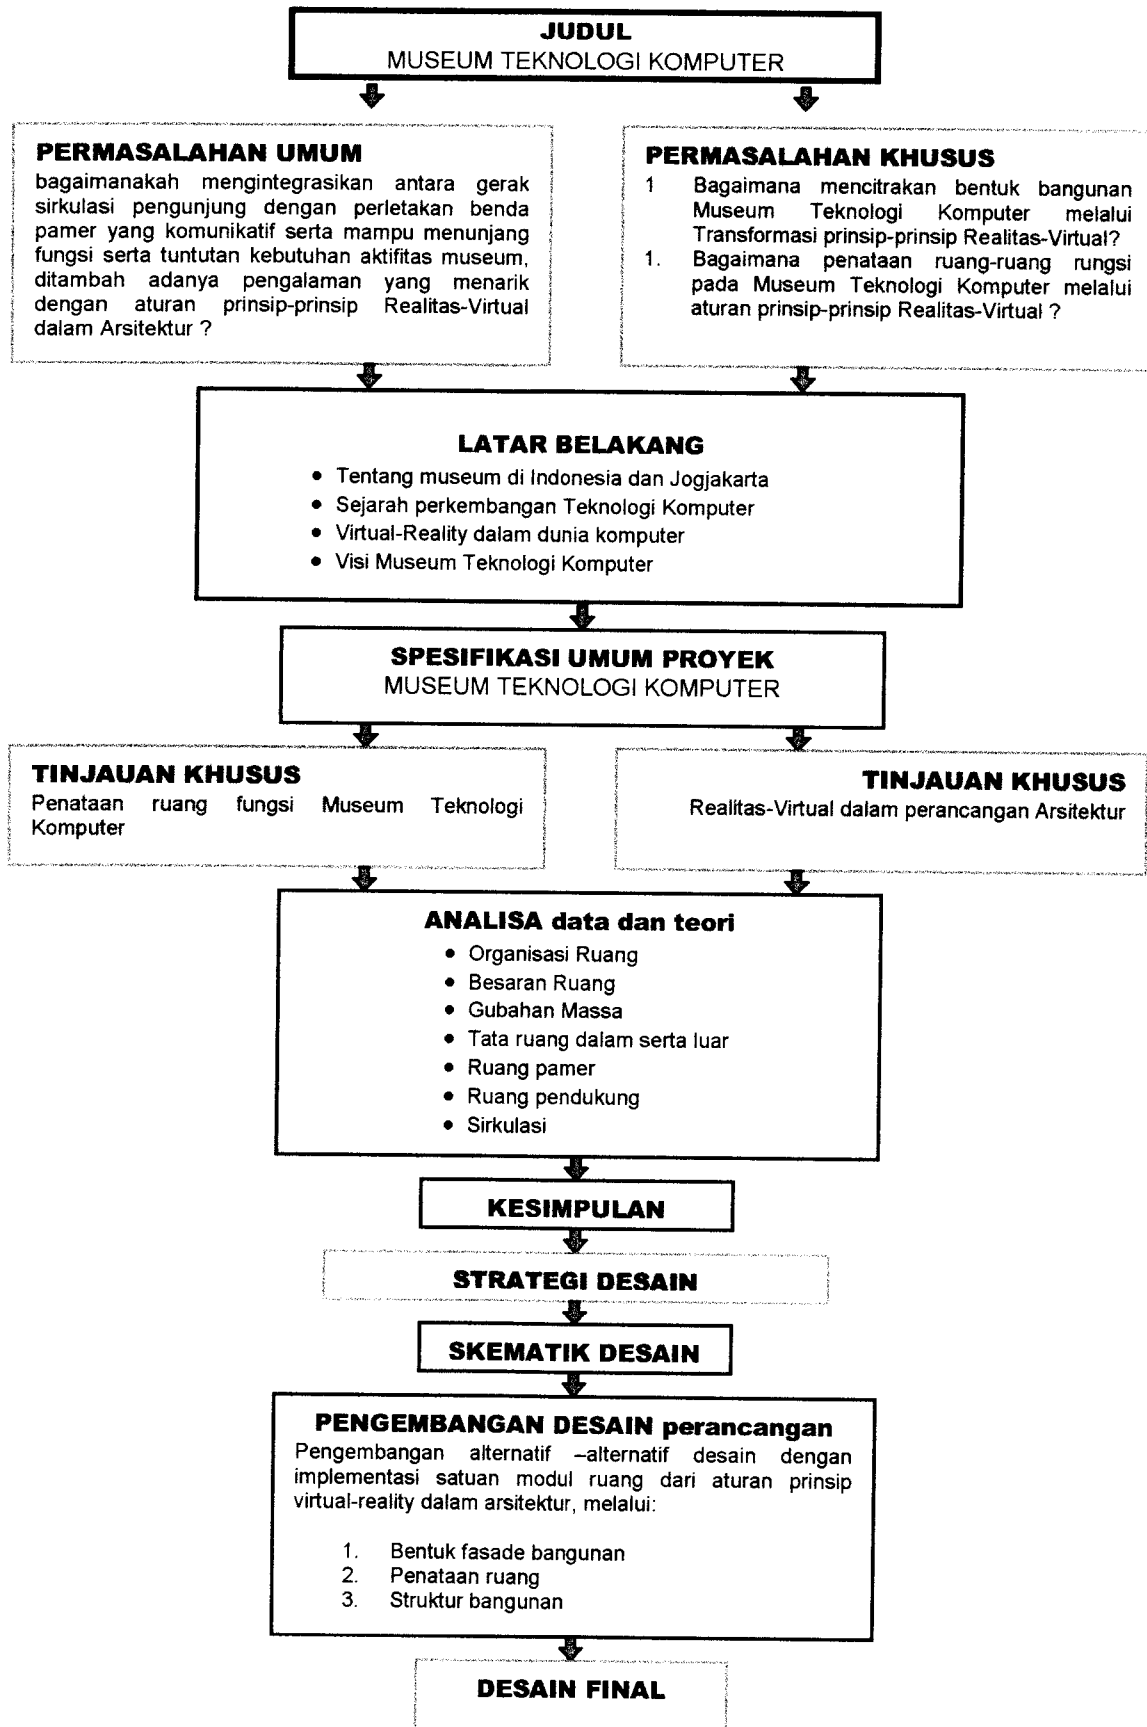 JUDUL
MUSEUM TEKNOLOGI KOMPUTER
PERMASALAHAN UMUM
bagaimanakah mengintegrasikan antara gerak
sirkulasi pengunjung dengan perletakan benda
pamer yang komunikatif serta mampu menunjang
fungsi serta tuntutan kebutuhan aktifitas museum,
ditambah adanya pengalaman yang menarik
dengan aturan prinsip-prinsip Realitas-Virtual
dalam Arsitektur ?
PERMASALAHAN KHUSUS
1 Bagaimana mencitrakan bentuk bangunan
Museum Teknologi Komputer melalui
Transformasi prinsip-prinsip Realitas-Virtual?
1. Bagaimana penataan ruang-ruang rungsi
pada Museum Teknologi Komputer melalui
aturan prinsip-prinsip Realitas-Virtual ?
LATAR BELAKANG
• Tentang museum di Indonesia dan Jogjakarta
• Sejarah perkembangan Teknologi Komputer
• Virtual-Reality dalam dunia komputer
• Visi Museum Teknologi Komputer
SPESIFIKASI UMUM PROYEK
MUSEUM TEKNOLOGI KOMPUTER
TINJAUAN KHUSUS
Penataan ruang fungsi Museum Teknologi
Komputer
TINJAUAN KHUSUS
Realitas-Virtual dalam perancangan Arsitektur
ANALISA data dan teori
• Organisasi Ruang
• Besaran Ruang
• Gubahan Massa
• Tata ruang dalam serta luar
• Ruang pamer
• Ruang pendukung
• Sirkulasi
KESIMPULAN
STRATEGI DESAIN
SKEMATIK DESAIN
PENGEMBANGAN DESAIN perancangan
Pengembangan alternatif –alternatif desain dengan
implementasi satuan modul ruang dari aturan prinsip
virtual-reality dalam arsitektur, melalui:
1. Bentuk fasade bangunan
2. Penataan ruang
3. Struktur bangunan
DESAIN FINAL